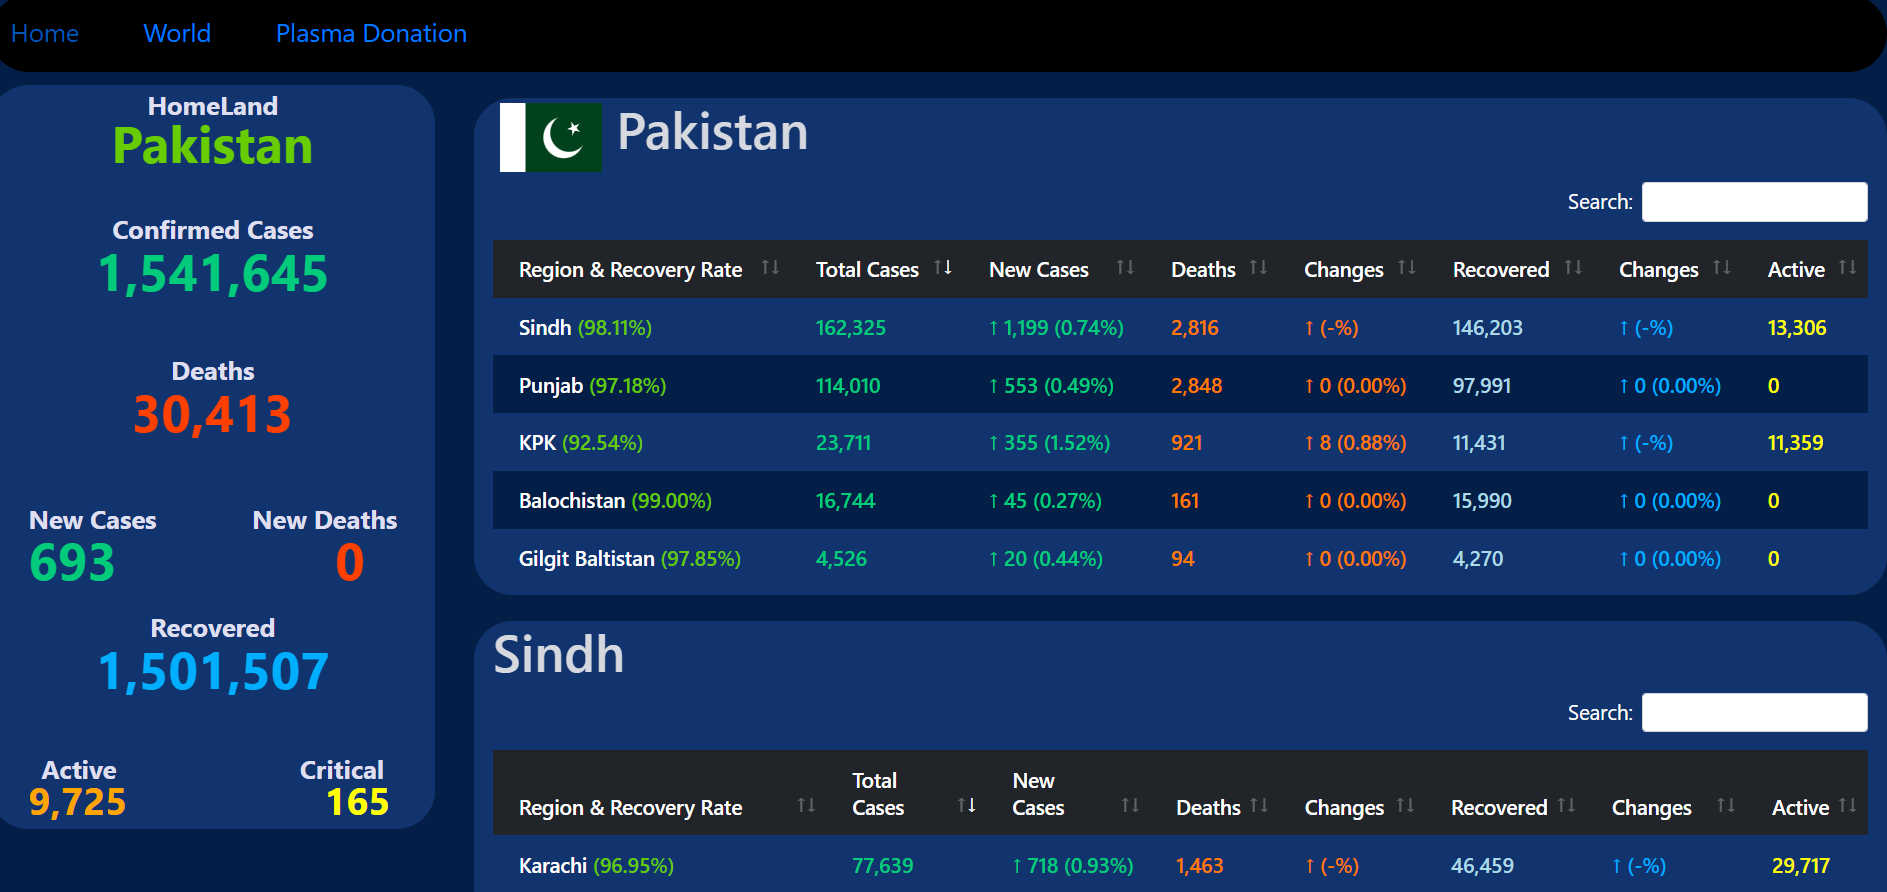 Home World Plasma Donation
HomeLand
Pakistan
Confirmed Cases
1,541,645
Deaths
30,413
New Cases New Deaths
693 0
Recovered
1,501,507
Active Critical
9,725 165
Pakistan
Search:
Region & Recovery Rate ↑↓ Total Cases ↑↓ New Cases ↑↓ Deaths ↑↓ Changes ↑↓ Recovered ↑↓ Changes ↑↓ Active ↑↓
Sindh (98.11%) 162,325 ↑ 1,199 (0.74%) 2,816 ↑ (-%) 146,203 ↑ (-%) 13,306
Punjab (97.18%) 114,010 ↑ 553 (0.49%) 2,848 ↑ 0 (0.00%) 97,991 ↑ 0 (0.00%) 0
KPK (92.54%) 23,711 ↑ 355 (1.52%) 921 ↑ 8 (0.88%) 11,431 ↑ (-%) 11,359
Balochistan (99.00%) 16,744 ↑ 45 (0.27%) 161 ↑ 0 (0.00%) 15,990 ↑ 0 (0.00%) 0
Gilgit Baltistan (97.85%) 4,526 ↑ 20 (0.44%) 94 ↑ 0 (0.00%) 4,270 ↑ 0 (0.00%) 0
Sindh
Search:
Region & Recovery Rate ↑↓ Total Cases ↑↓ New Cases ↑↓ Deaths ↑↓ Changes ↑↓ Recovered ↑↓ Changes ↑↓ Active ↑↓
Karachi (96.95%) 77,639 ↑ 718 (0.93%) 1,463 ↑ (-%) 46,459 ↑ (-%) 29,717